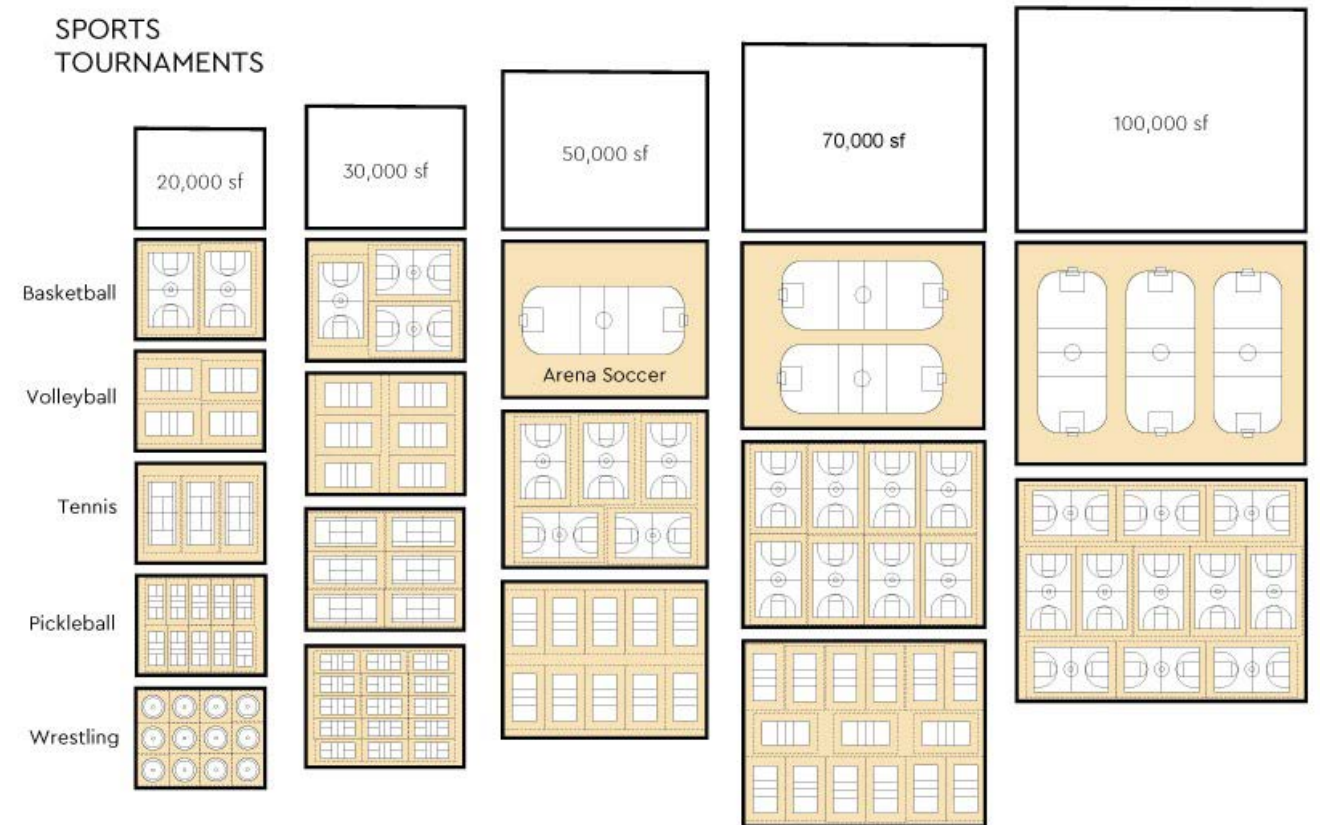 SPORTS
TOURNAMENTS
20,000 sf
30,000 sf
50,000 sf
70,000 sf
100,000 sf
Basketball
Arena Soccer
Volleyball
Tennis
Pickleball
Wrestling